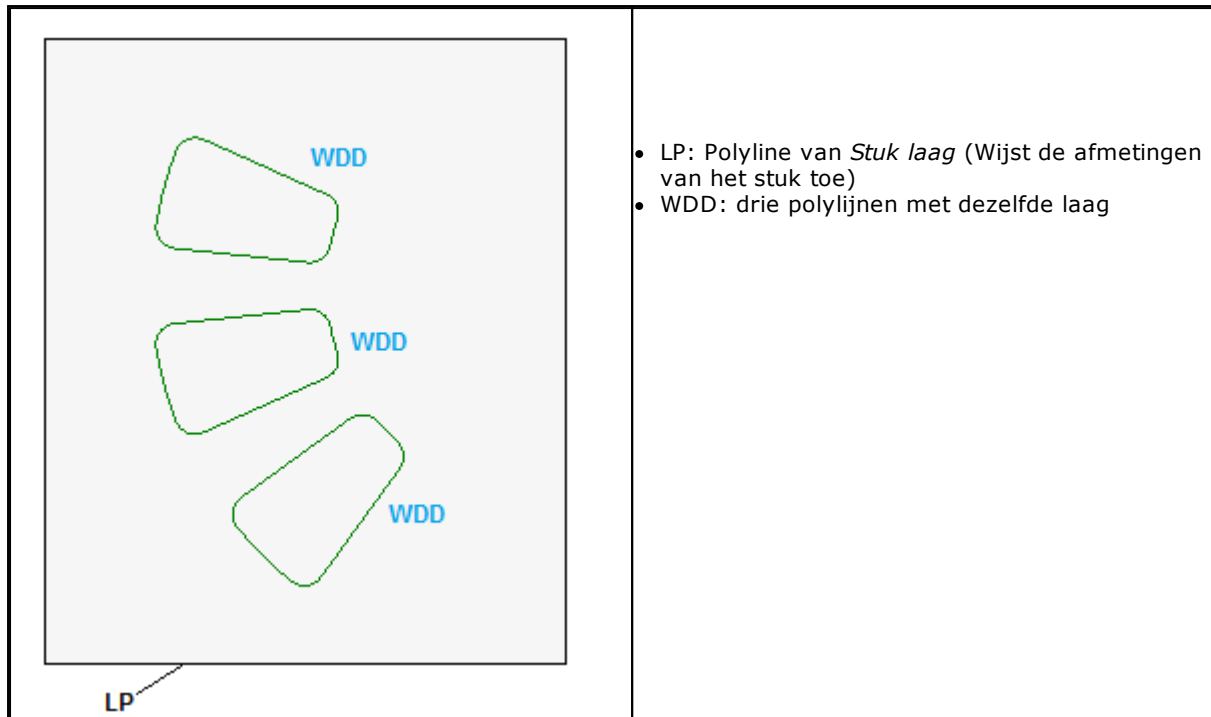 WDD
WDD
WDD
LP
• LP: Polyline van Stuk laag (Wijst de afmetingen
van het stuk toe)
• WDD: drie polylijnen met dezelfde laag